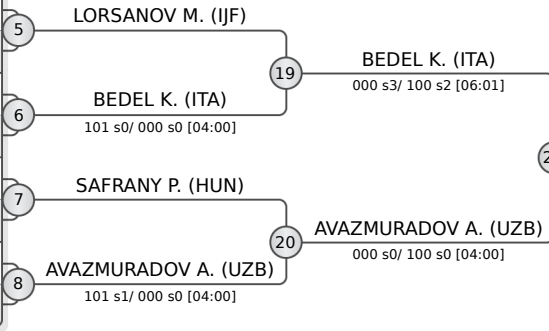 5
LORSANOV M. (IJF)
19
BEDEL K. (ITA)
000 s3/ 100 s2 [06:01]
6
BEDEL K. (ITA)
101 s0/ 000 s0 [04:00]
7
SAFRANY P. (HUN)
20
AVAZMURADOV A. (UZB)
000 s0/ 100 s0 [04:00]
8
AVAZMURADOV A. (UZB)
101 s1/ 000 s0 [04:00]